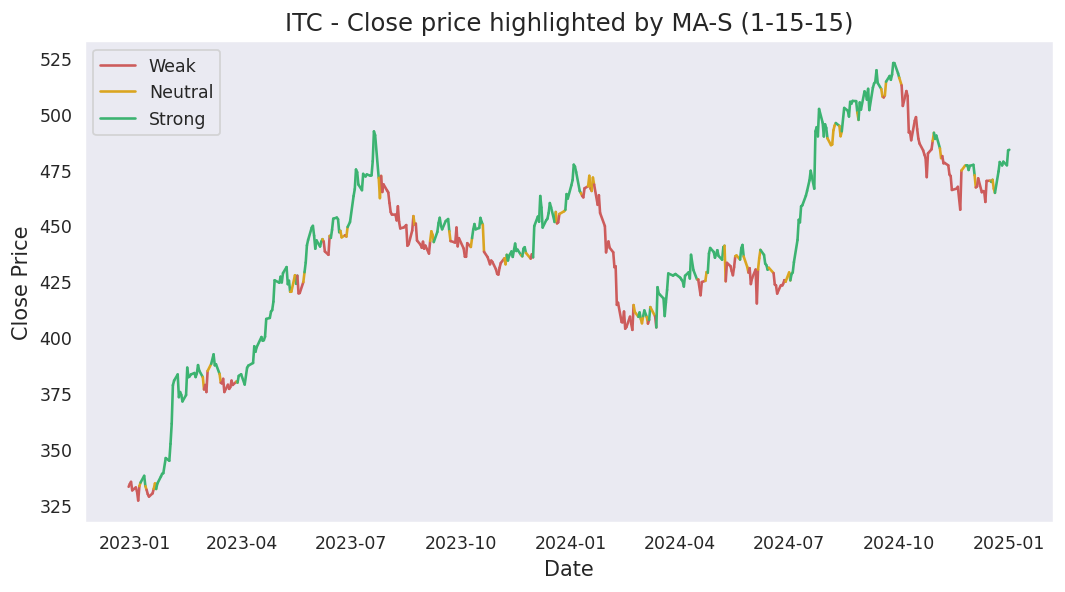 ITC - Close price highlighted by MA-S (1-15-15)
Weak
Neutral
Strong
Close Price
525
500
475
450
425
400
375
350
325
2023-01 2023-04 2023-07 2023-10 2024-01 2024-04 2024-07 2024-10 2025-01
Date